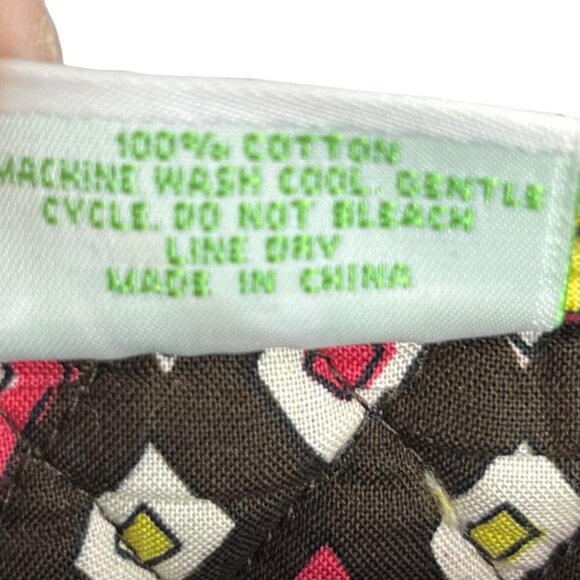 100% COTTON
MACHINE WASH COOL. GENTLE
CYCLE. DO NOT BLEACH
LINE DRY
MADE IN CHINA